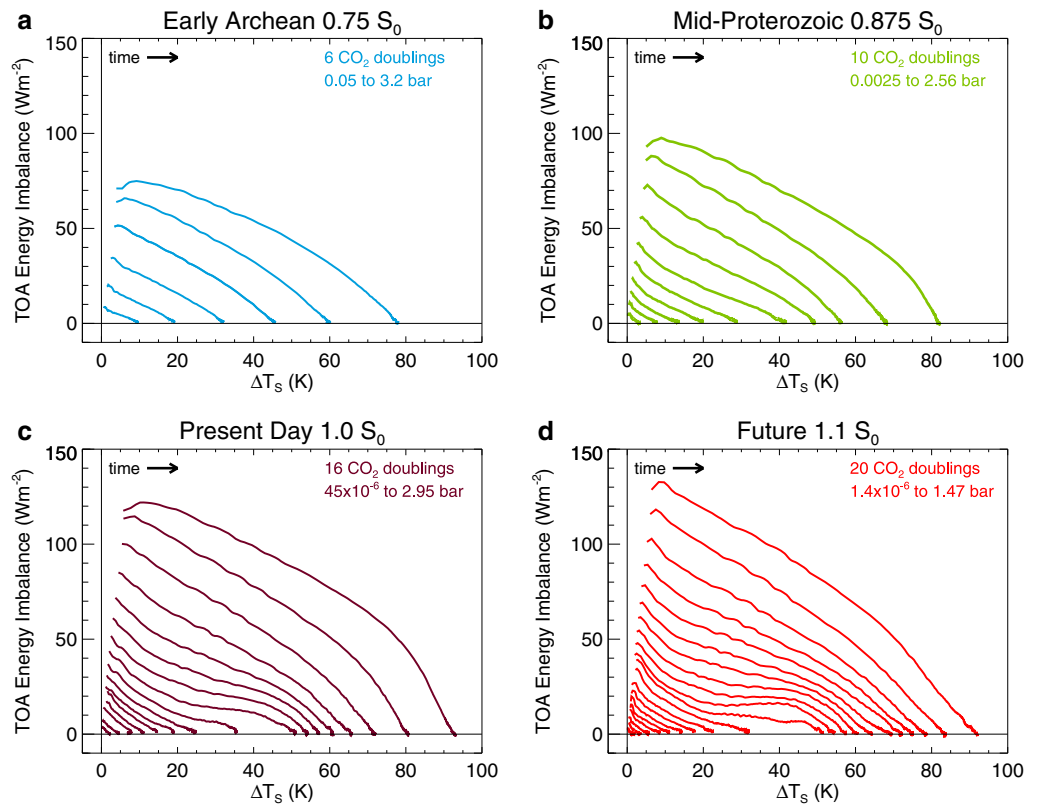 a Early Archean 0.75 S₀
150
100
50
0
0 20 40 60 80 100
TOA Energy Imbalance (Wm⁻²)
ΔT_S (K)
time →
6 CO₂ doublings
0.05 to 3.2 bar
b Mid-Proterozoic 0.875 S₀
150
100
50
0
0 20 40 60 80 100
TOA Energy Imbalance (Wm⁻²)
ΔT_S (K)
time →
10 CO₂ doublings
0.0025 to 2.56 bar
c Present Day 1.0 S₀
150
100
50
0
0 20 40 60 80 100
TOA Energy Imbalance (Wm⁻²)
ΔT_S (K)
time →
16 CO₂ doublings
45x10⁻⁶ to 2.95 bar
d Future 1.1 S₀
150
100
50
0
0 20 40 60 80 100
TOA Energy Imbalance (Wm⁻²)
ΔT_S (K)
time →
20 CO₂ doublings
1.4x10⁻⁶ to 1.47 bar